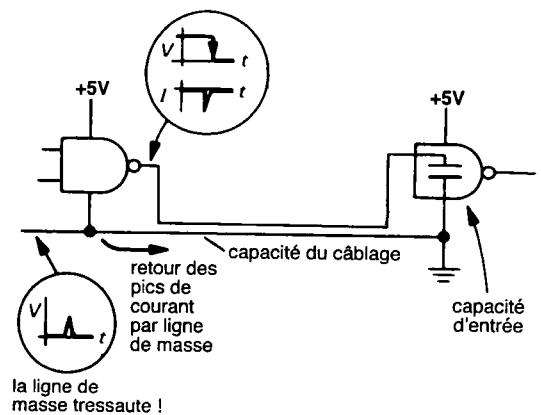 V
t
I
t
+5V
+5V
capacité du câblage
retour des
pics de
courant
par ligne
de masse
capacité
d'entrée
V
t
la ligne de
masse tressaute !